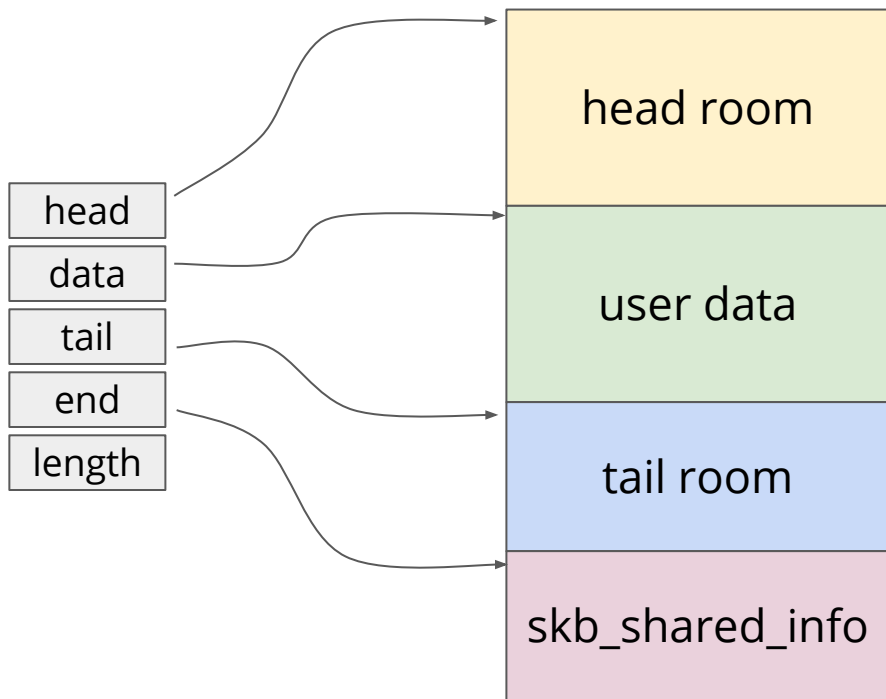 head
data
tail
end
length
head room
user data
tail room
skb_shared_info